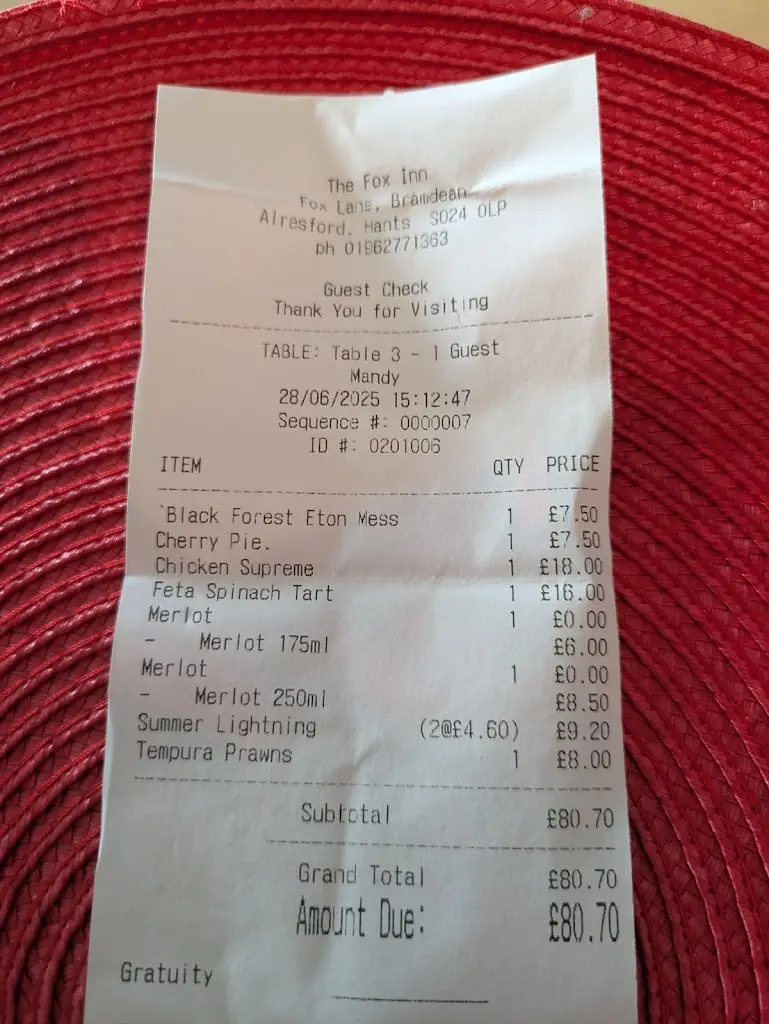 The Fox Inn
Fox Lane, Bramdean
Alresford, Hants SO24 0LP
ph 01962771363
Guest Check
Thank You for Visiting
TABLE: Table 3 - 1 Guest
Mandy
28/06/2025 15:12:47
Sequence #: 0000007
ID #: 0201006
ITEM QTY PRICE
`Black Forest Eton Mess 1 £7.50
Cherry Pie. 1 £7.50
Chicken Supreme 1 £18.00
Feta Spinach Tart 1 £16.00
Merlot 1 £0.00
- Merlot 175ml £6.00
Merlot 1 £0.00
- Merlot 250ml £8.50
Summer Lightning (2@£4.60) £9.20
Tempura Prawns 1 £8.00
Subtotal £80.70
Grand Total £80.70
Amount Due: £80.70
Gratuity